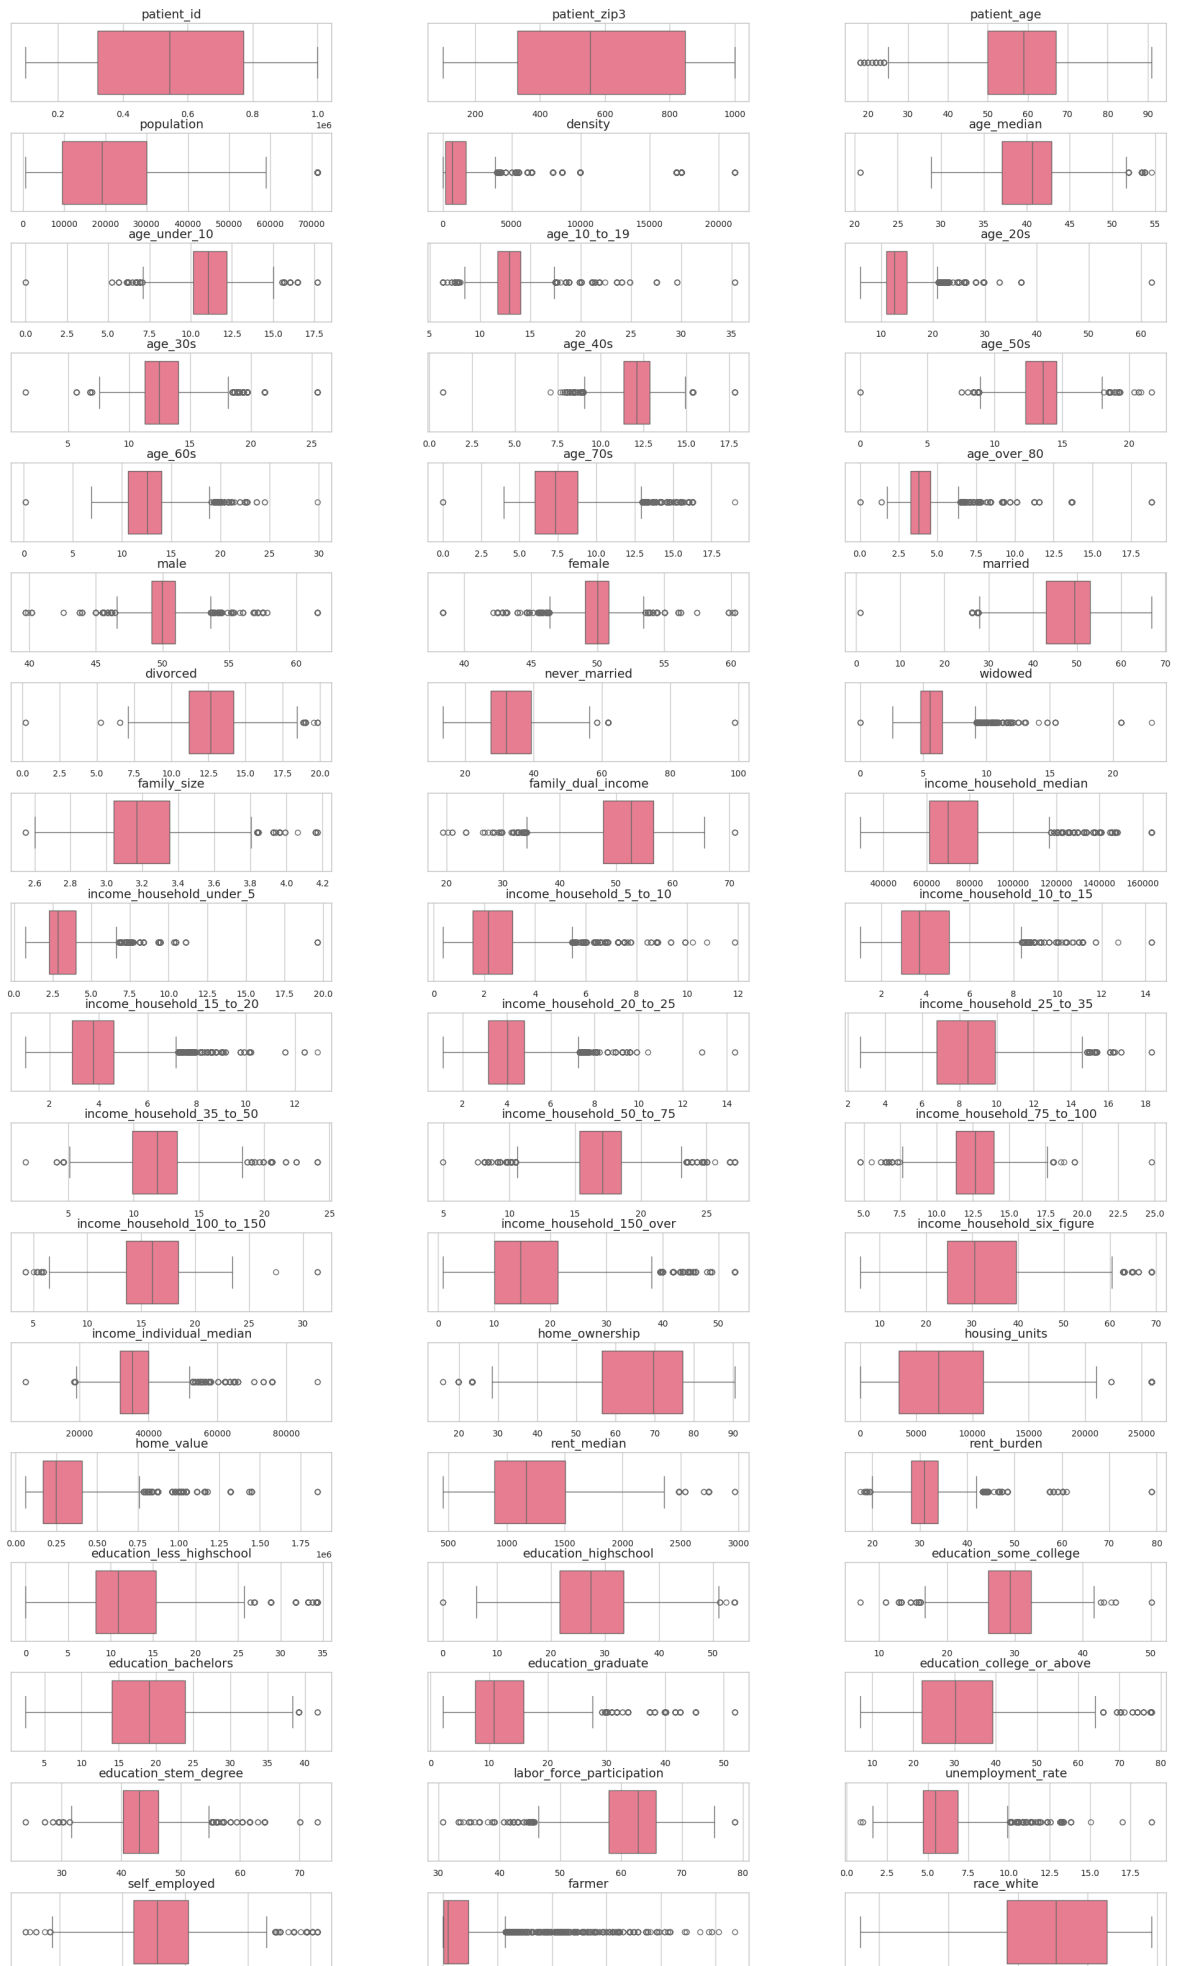 patient_id patient_zip3 patient_age
0.2 0.4 0.6 0.8 1.0 200 400 600 800 1000 20 30 40 50 60 70 80 90
1e6
population density age_median
0 10000 20000 30000 40000 50000 60000 70000 0 5000 10000 15000 20000 20 25 30 35 40 45 50 55
age_under_10 age_10_to_19 age_20s
0.0 2.5 5.0 7.5 10.0 12.5 15.0 17.5 5 10 15 20 25 30 35 10 20 30 40 50 60
age_30s age_40s age_50s
5 10 15 20 25 0.0 2.5 5.0 7.5 10.0 12.5 15.0 17.5 0 5 10 15 20
age_60s age_70s age_over_80
0 5 10 15 20 25 30 0.0 2.5 5.0 7.5 10.0 12.5 15.0 17.5 0.0 2.5 5.0 7.5 10.0 12.5 15.0 17.5
male female married
40 45 50 55 60 40 45 50 55 60 0 10 20 30 40 50 60 70
divorced never_married widowed
0.0 2.5 5.0 7.5 10.0 12.5 15.0 17.5 20.0 20 40 60 80 100 0 5 10 15 20
family_size family_dual_income income_household_median
2.6 2.8 3.0 3.2 3.4 3.6 3.8 4.0 4.2 20 30 40 50 60 70 40000 60000 80000 100000 120000 140000 160000
income_household_under_5 income_household_5_to_10 income_household_10_to_15
0.0 2.5 5.0 7.5 10.0 12.5 15.0 17.5 20.0 0 2 4 6 8 10 12 2 4 6 8 10 12 14
income_household_15_to_20 income_household_20_to_25 income_household_25_to_35
2 4 6 8 10 12 2 4 6 8 10 12 14 2 4 6 8 10 12 14 16 18
income_household_35_to_50 income_household_50_to_75 income_household_75_to_100
5 10 15 20 25 5 10 15 20 25 5.0 7.5 10.0 12.5 15.0 17.5 20.0 22.5 25.0
income_household_100_to_150 income_household_150_over income_household_six_figure
5 10 15 20 25 30 0 10 20 30 40 50 10 20 30 40 50 60 70
income_individual_median home_ownership housing_units
20000 40000 60000 80000 20 30 40 50 60 70 80 90 0 5000 10000 15000 20000 25000
home_value rent_median rent_burden
0.00 0.25 0.50 0.75 1.00 1.25 1.50 1.75 500 1000 1500 2000 2500 3000 20 30 40 50 60 70 80
1e6
education_less_highschool education_highschool education_some_college
0 5 10 15 20 25 30 35 0 10 20 30 40 50 10 20 30 40 50
education_bachelors education_graduate education_college_or_above
5 10 15 20 25 30 35 40 0 10 20 30 40 50 10 20 30 40 50 60 70 80
education_stem_degree labor_force_participation unemployment_rate
30 40 50 60 70 30 40 50 60 70 80 0.0 2.5 5.0 7.5 10.0 12.5 15.0 17.5
self_employed farmer race_white